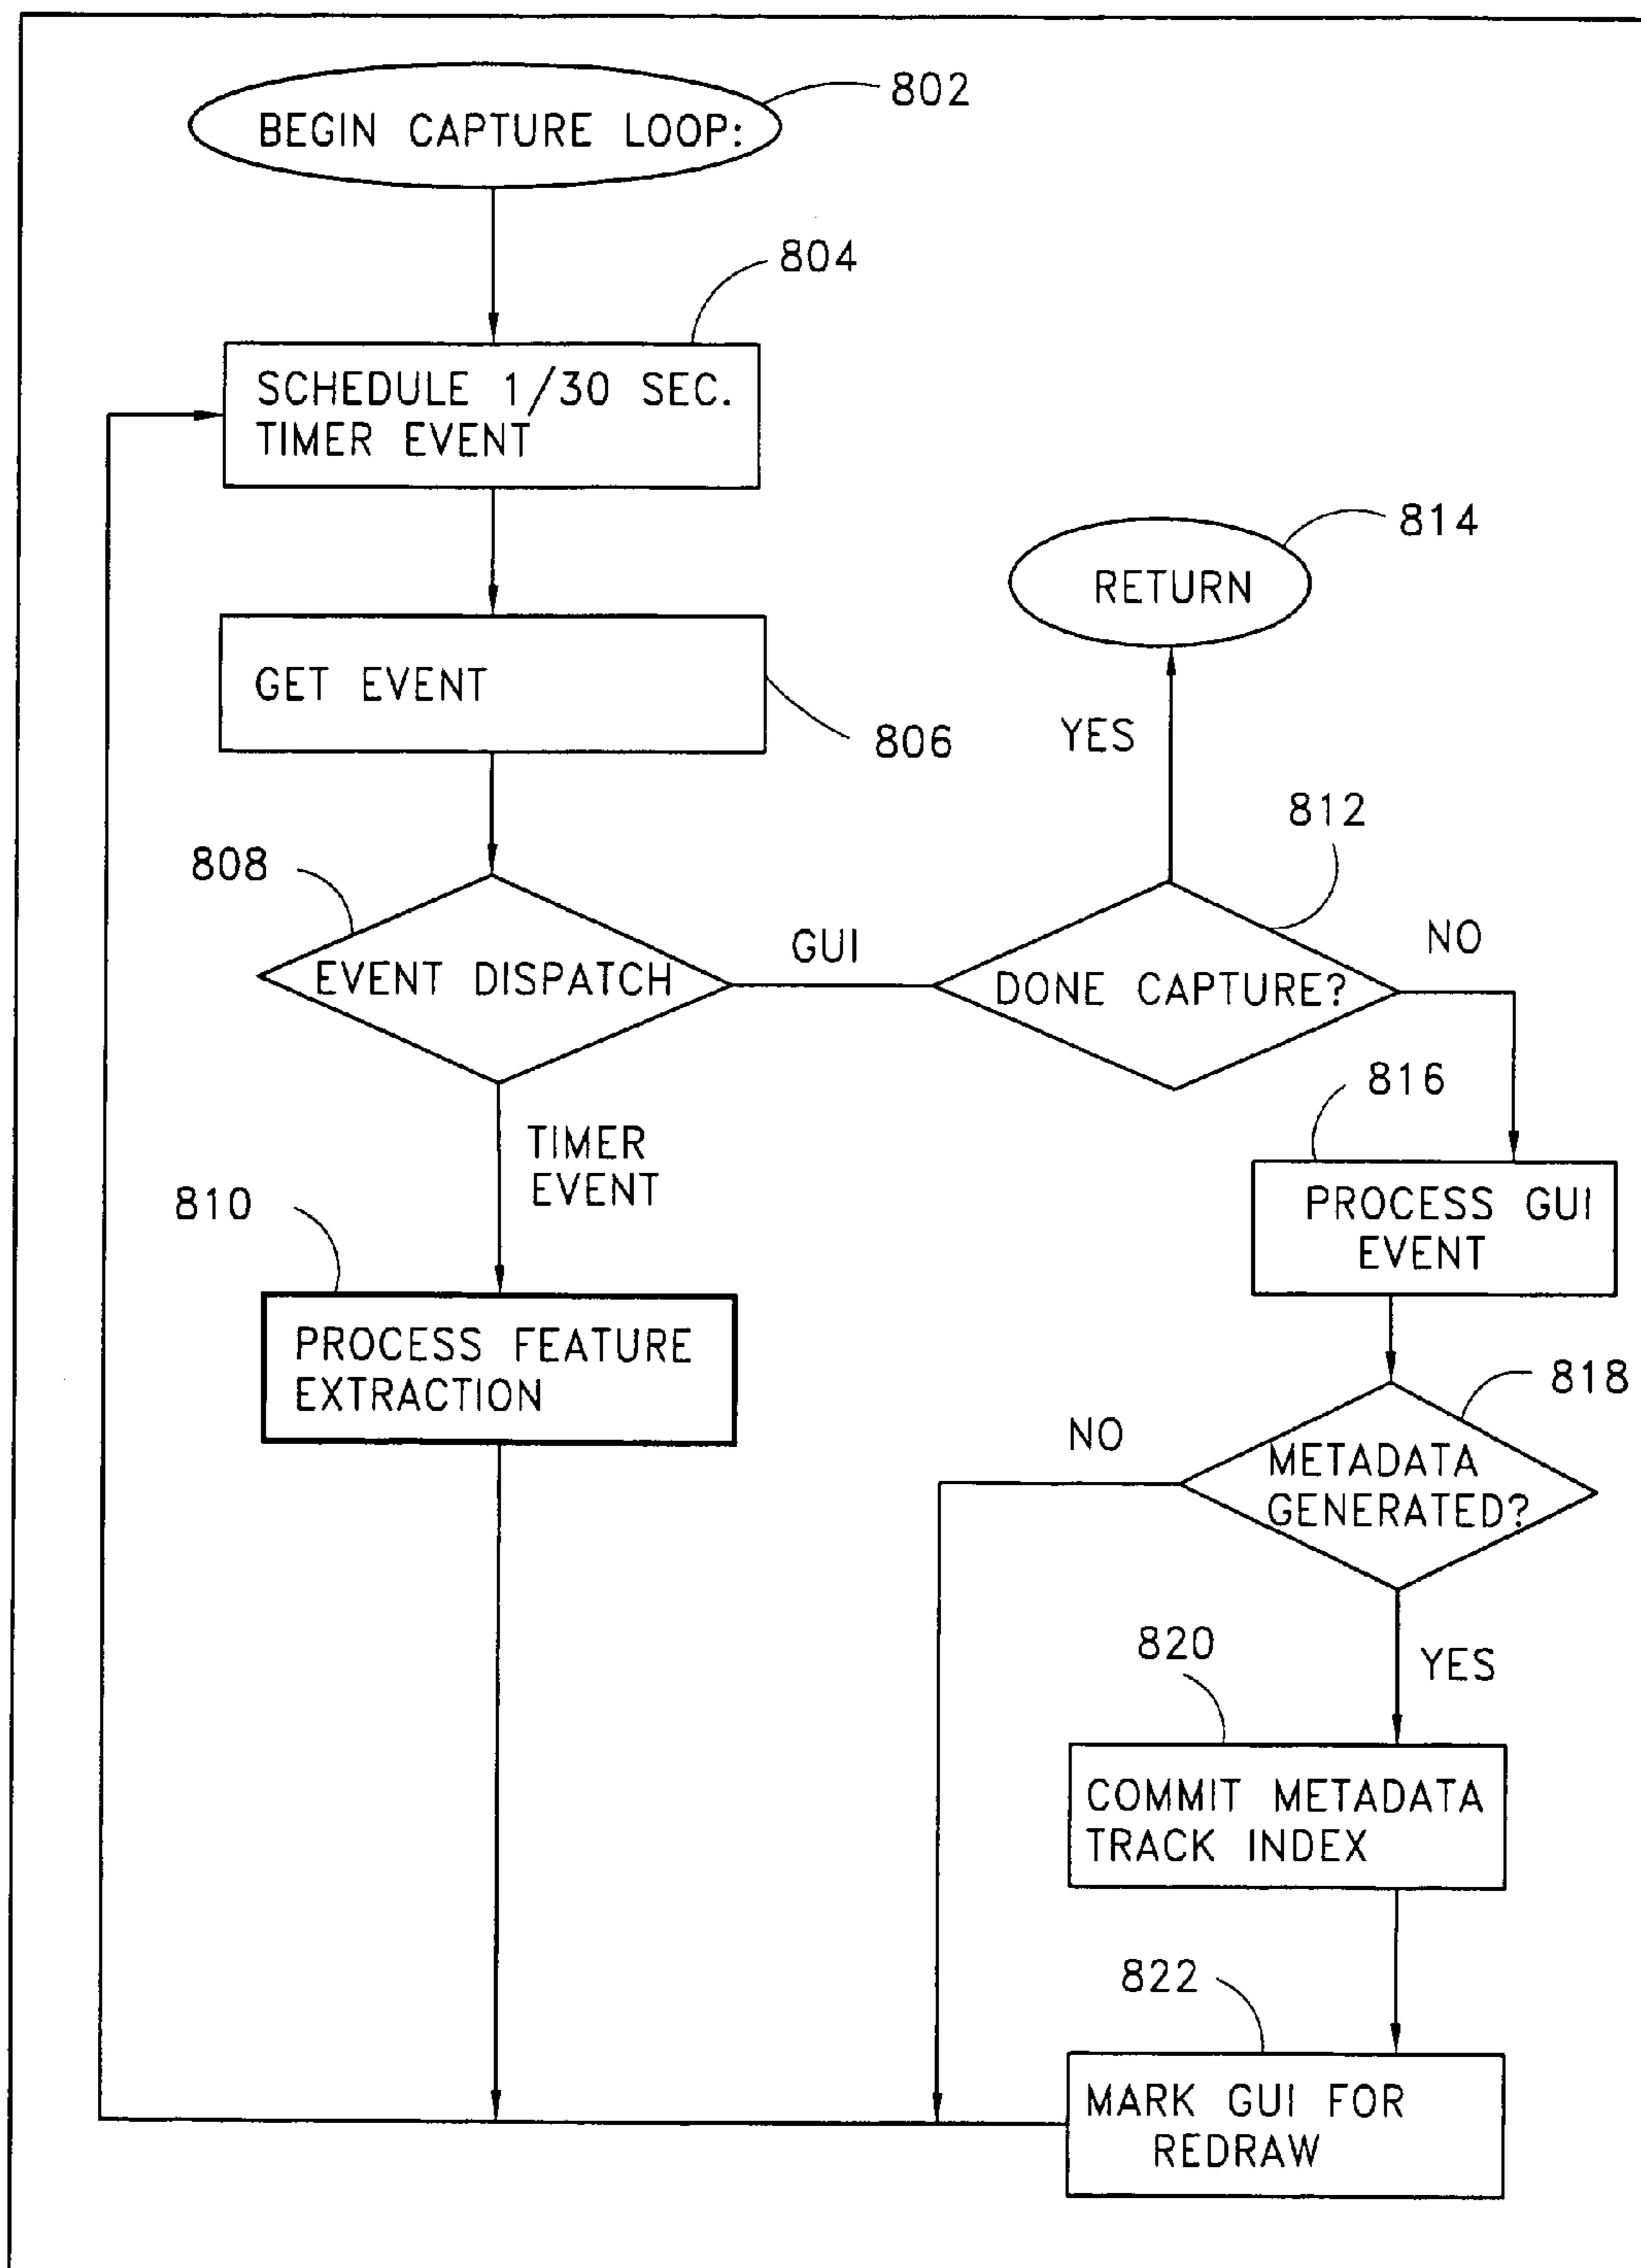 BEGIN CAPTURE LOOP:
802
804
SCHEDULE 1/30 SEC.
TIMER EVENT
814
RETURN
GET EVENT
806
YES
812
808
GUI
NO
EVENT DISPATCH
DONE CAPTURE?
816
TIMER
EVENT
810
PROCESS GUI
EVENT
PROCESS FEATURE
EXTRACTION
818
NO
METADATA
GENERATED?
820
YES
COMMIT METADATA
TRACK INDEX
822
MARK GUI FOR
REDRAW